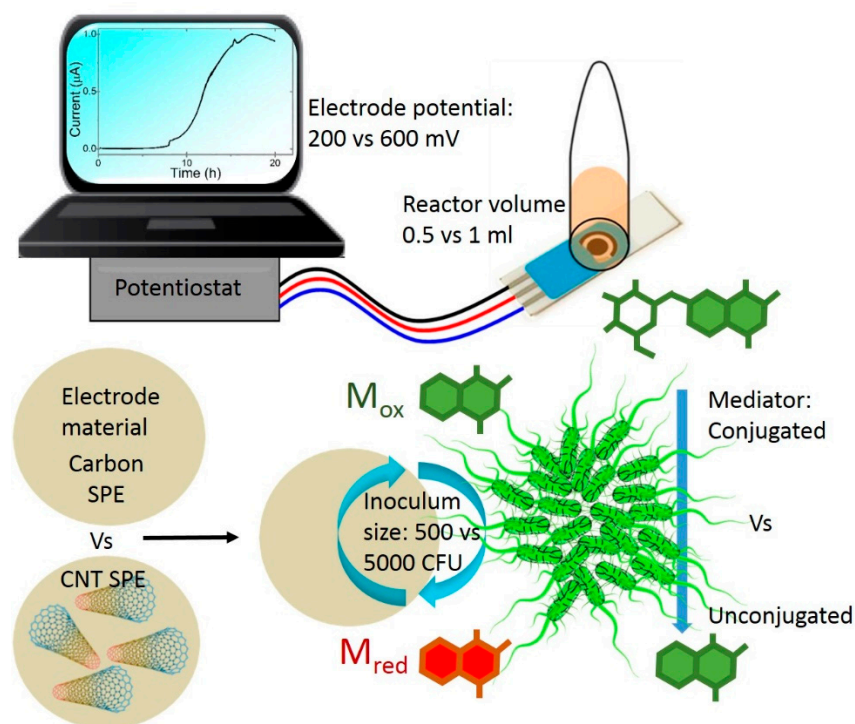 1.0
0.5
0.0
Current (µA)
0
10
20
Time (h)
Electrode potential:
200 vs 600 mV
Reactor volume
0.5 vs 1 ml
Potentiostat
Electrode
material
Carbon
SPE
Vs
CNT SPE
Mox
Inoculum
size: 500 vs
5000 CFU
Mred
Mediator:
Conjugated
Vs
Unconjugated